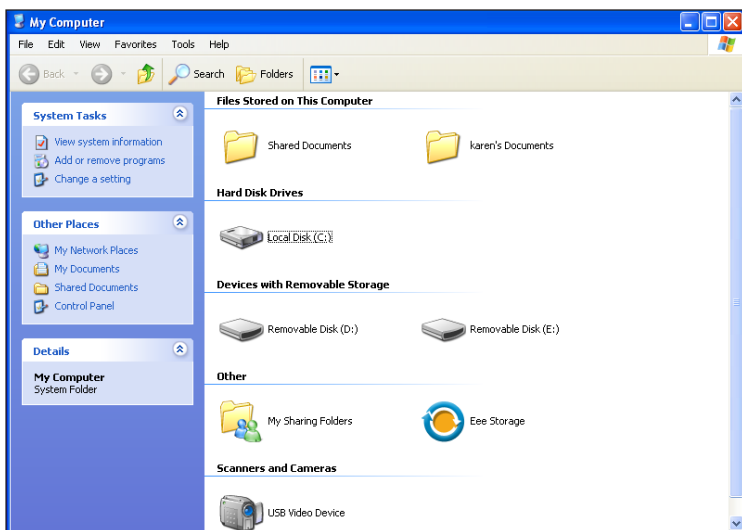 My Computer
File Edit View Favorites Tools Help
Back Search Folders
System Tasks
View system information
Add or remove programs
Change a setting
Other Places
My Network Places
My Documents
Shared Documents
Control Panel
Details
My Computer
System Folder
Files Stored on This Computer
Shared Documents karen's Documents
Hard Disk Drives
Local Disk (C:)
Devices with Removable Storage
Removable Disk (D:) Removable Disk (E:)
Other
My Sharing Folders Eee Storage
Scanners and Cameras
USB Video Device